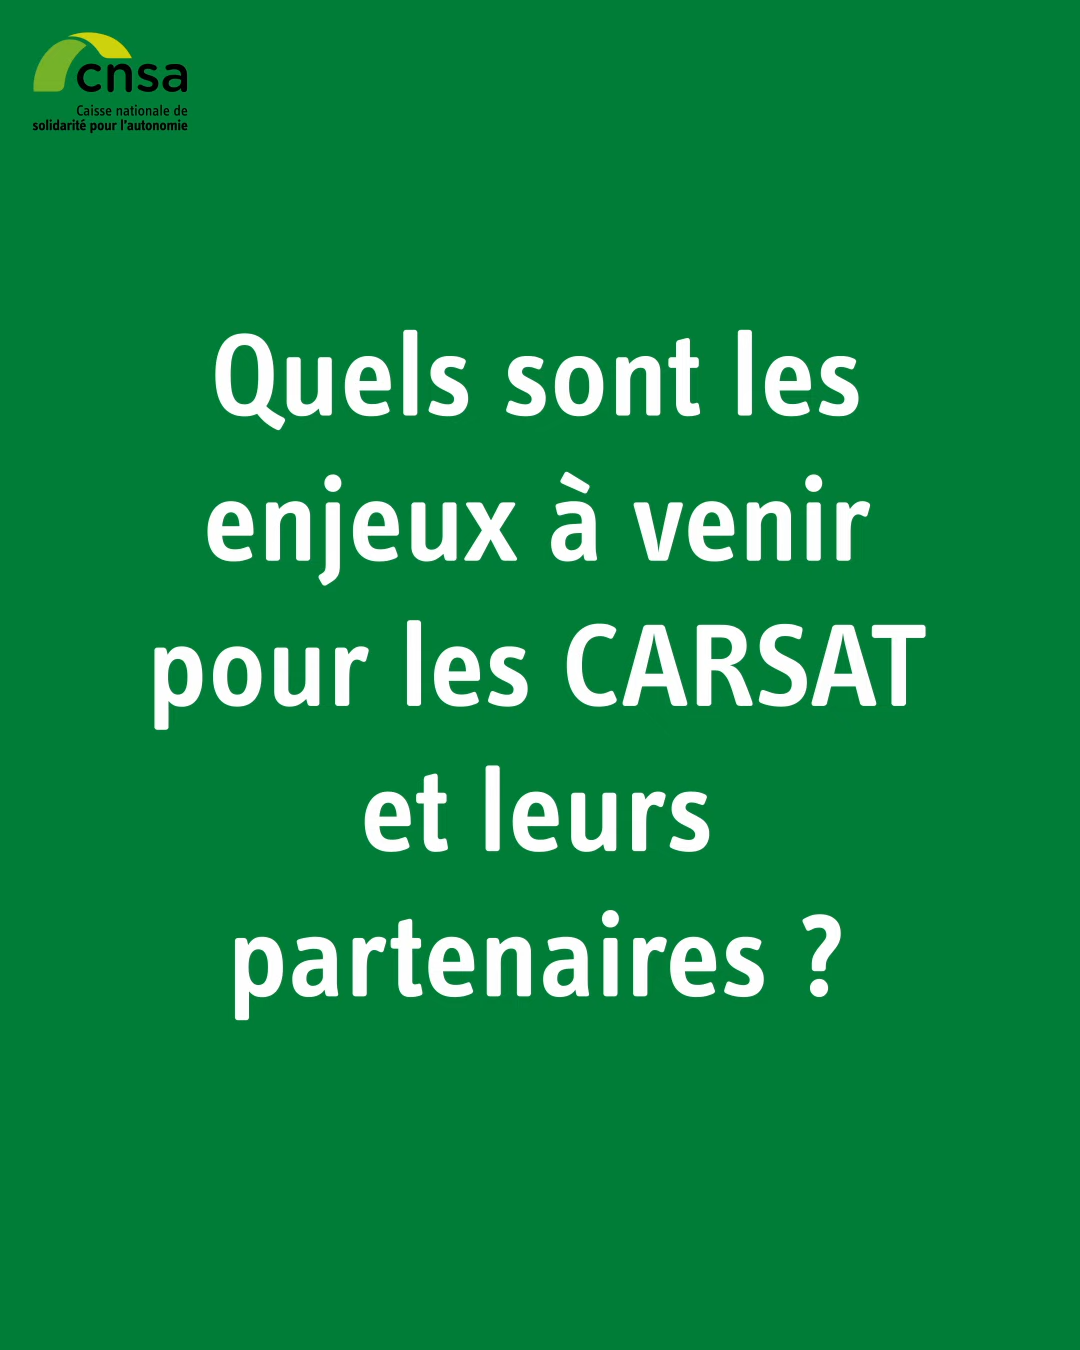 cnsa
Caisse nationale de
solidarité pour l'autonomie
Quels sont les
enjeux à venir
pour les CARSAT
et leurs
partenaires ?